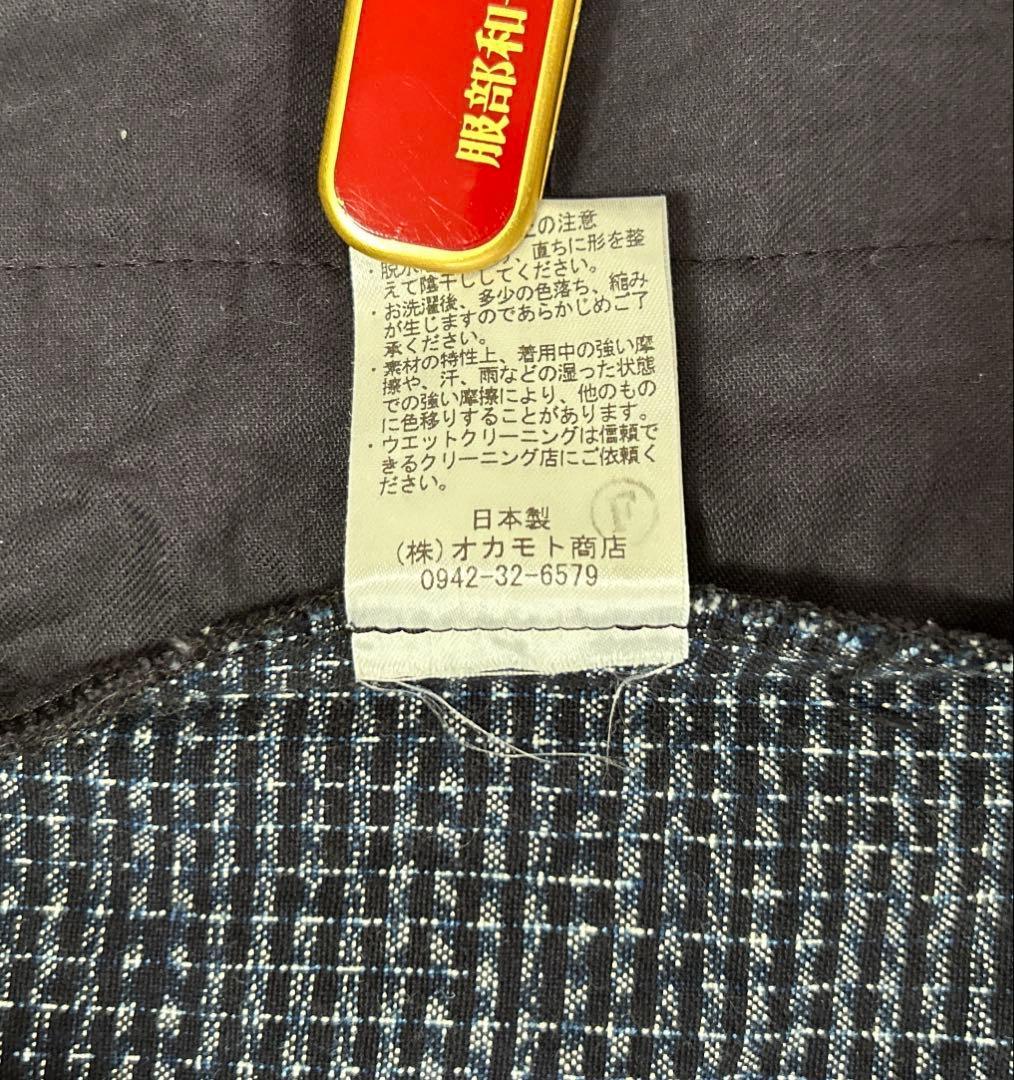 服部和
上の注意
・脱水 、直ちに形を整
えて陰干ししてください。
・お洗濯後、多少の色落ち、縮み
が生じますのであらかじめご了
承ください。
・素材の特性上、着用中の強い摩
擦や、汗、雨などの湿った状態
での強い摩擦により、他のもの
に色移りすることがあります。
・ウエットクリーニングは信頼で
きるクリーニング店にご依頼く
ださい。
F
日本製
(株)オカモト商店
0942-32-6579